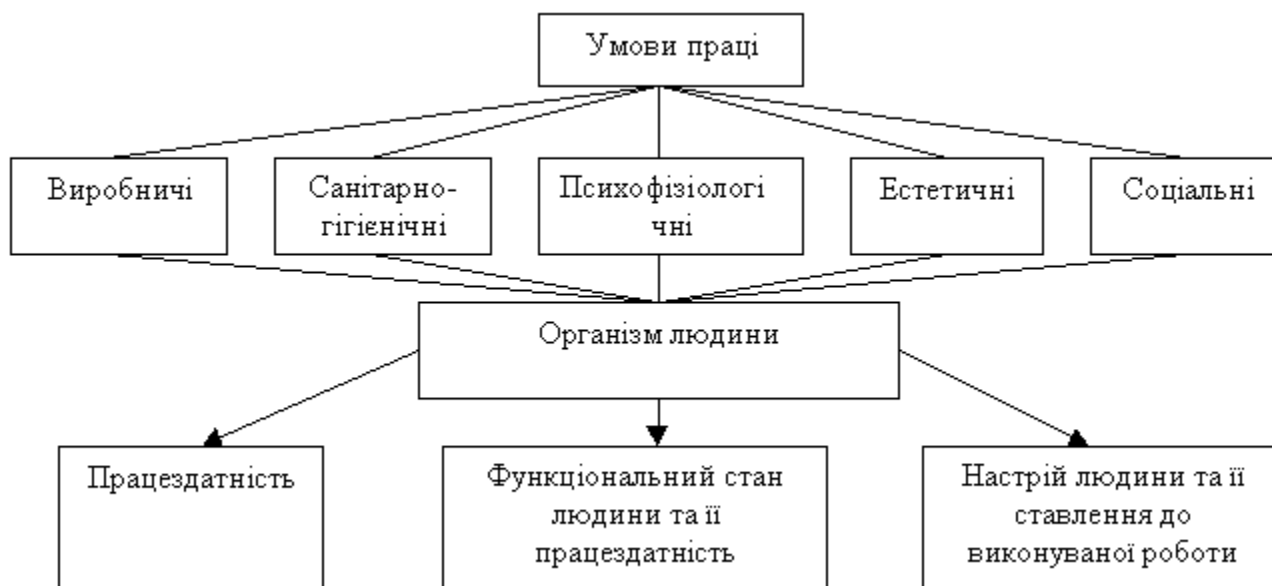 Умови праці
Виробничі
Санітарно-
гігієнічні
Психофізіологі
чні
Естетичні
Соціальні
Організм людини
Працездатність
Функціональний стан
людини та її
працездатність
Настрій людини та її
ставлення до
виконуваної роботи